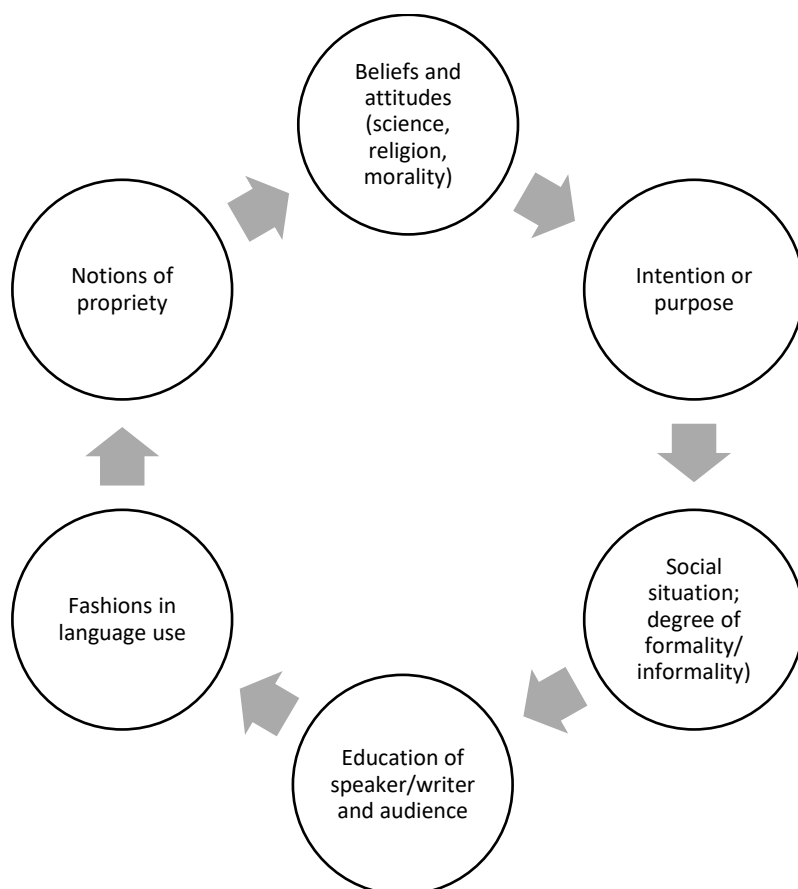 Beliefs and
attitudes
(science,
religion,
morality)
Intention or
purpose
Social
situation;
degree of
formality/
informality)
Education of
speaker/writer
and audience
Fashions in
language use
Notions of
propriety